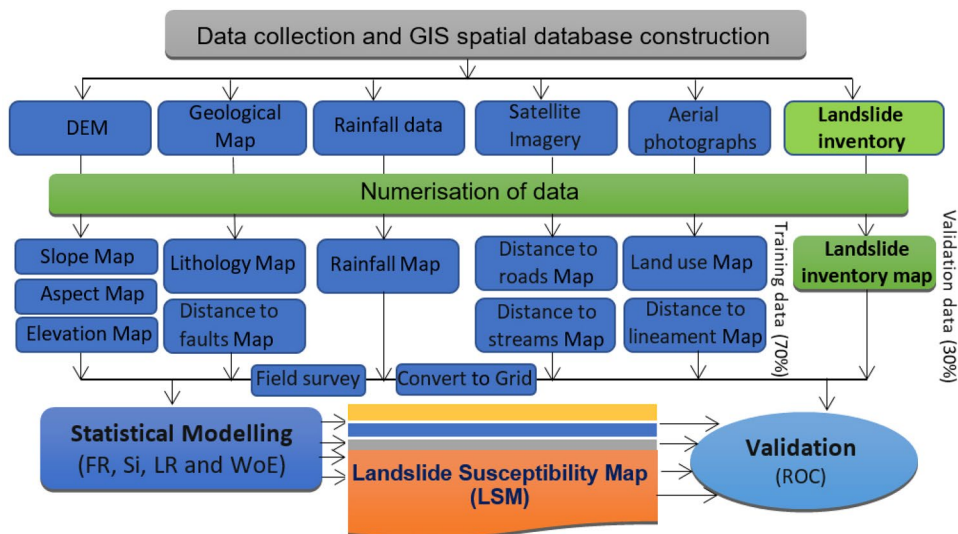 Data collection and GIS spatial database construction
DEM
Geological
Map
Rainfall data
Satellite
Imagery
Aerial
photographs
Landslide
inventory
Numerisation of data
Slope Map
Aspect Map
Elevation Map
Lithology Map
Distance to
faults Map
Rainfall Map
Distance to
roads Map
Distance to
streams Map
Land use Map
Distance to
lineament Map
Training data (70%)
Landslide
inventory map
Validation data (30%)
Field survey
Convert to Grid
Statistical Modelling
(FR, Si, LR and WoE)
Landslide Susceptibility Map
(LSM)
Validation
(ROC)